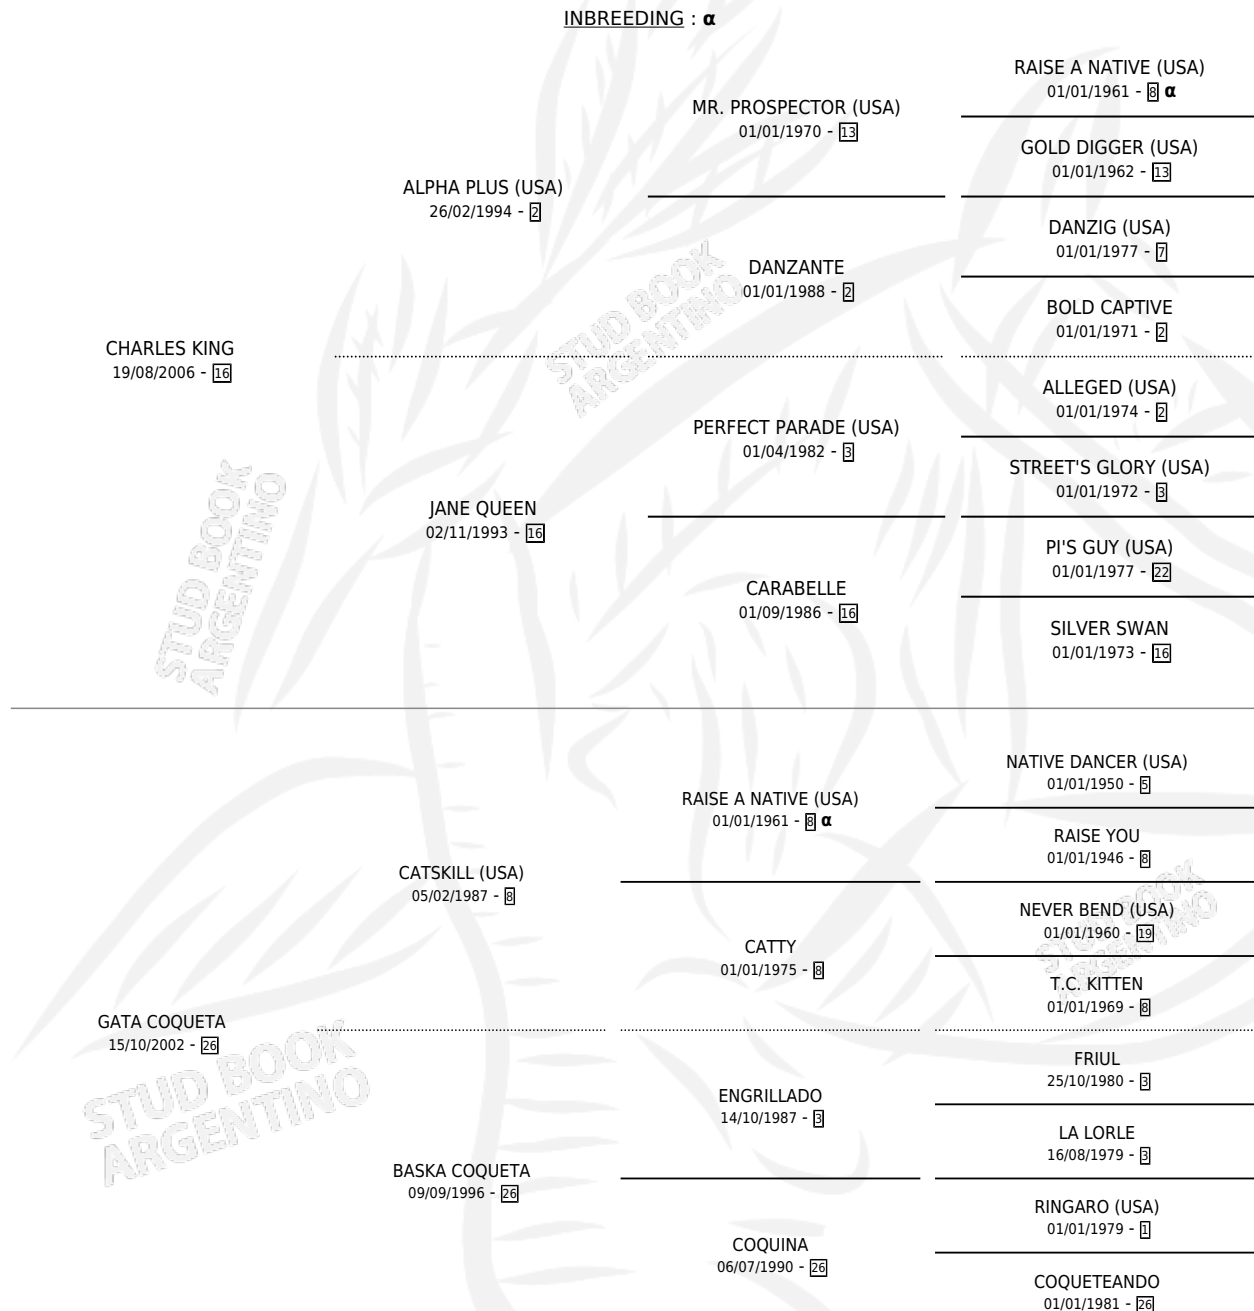 INBREEDING : α
RAISE A NATIVE (USA)
01/01/1961 - 8 α
MR. PROSPECTOR (USA)
01/01/1970 - 13
GOLD DIGGER (USA)
01/01/1962 - 13
ALPHA PLUS (USA)
26/02/1994 - 2
DANZIG (USA)
01/01/1977 - 7
DANZANTE
01/01/1988 - 2
BOLD CAPTIVE
01/01/1971 - 2
CHARLES KING
19/08/2006 - 16
ALLEGED (USA)
01/01/1974 - 2
PERFECT PARADE (USA)
01/04/1982 - 3
STREET'S GLORY (USA)
01/01/1972 - 3
JANE QUEEN
02/11/1993 - 16
PI'S GUY (USA)
01/01/1977 - 22
CARABELLE
01/09/1986 - 16
SILVER SWAN
01/01/1973 - 16
NATIVE DANCER (USA)
01/01/1950 - 5
RAISE A NATIVE (USA)
01/01/1961 - 8 α
RAISE YOU
01/01/1946 - 8
CATSKILL (USA)
05/02/1987 - 8
NEVER BEND (USA)
01/01/1960 - 19
CATTY
01/01/1975 - 8
T.C. KITTEN
01/01/1969 - 8
GATA COQUETA
15/10/2002 - 26
FRIUL
25/10/1980 - 3
ENGRILLADO
14/10/1987 - 3
LA LORLE
16/08/1979 - 3
BASKA COQUETA
09/09/1996 - 26
RINGARO (USA)
01/01/1979 - 1
COQUINA
06/07/1990 - 26
COQUETEANDO
01/01/1981 - 26
STUD BOOK
ARGENTINO
STUD BOOK
ARGENTINO
STUD BOOK
ARGENTINO
STUD BOOK
ARGENTINO